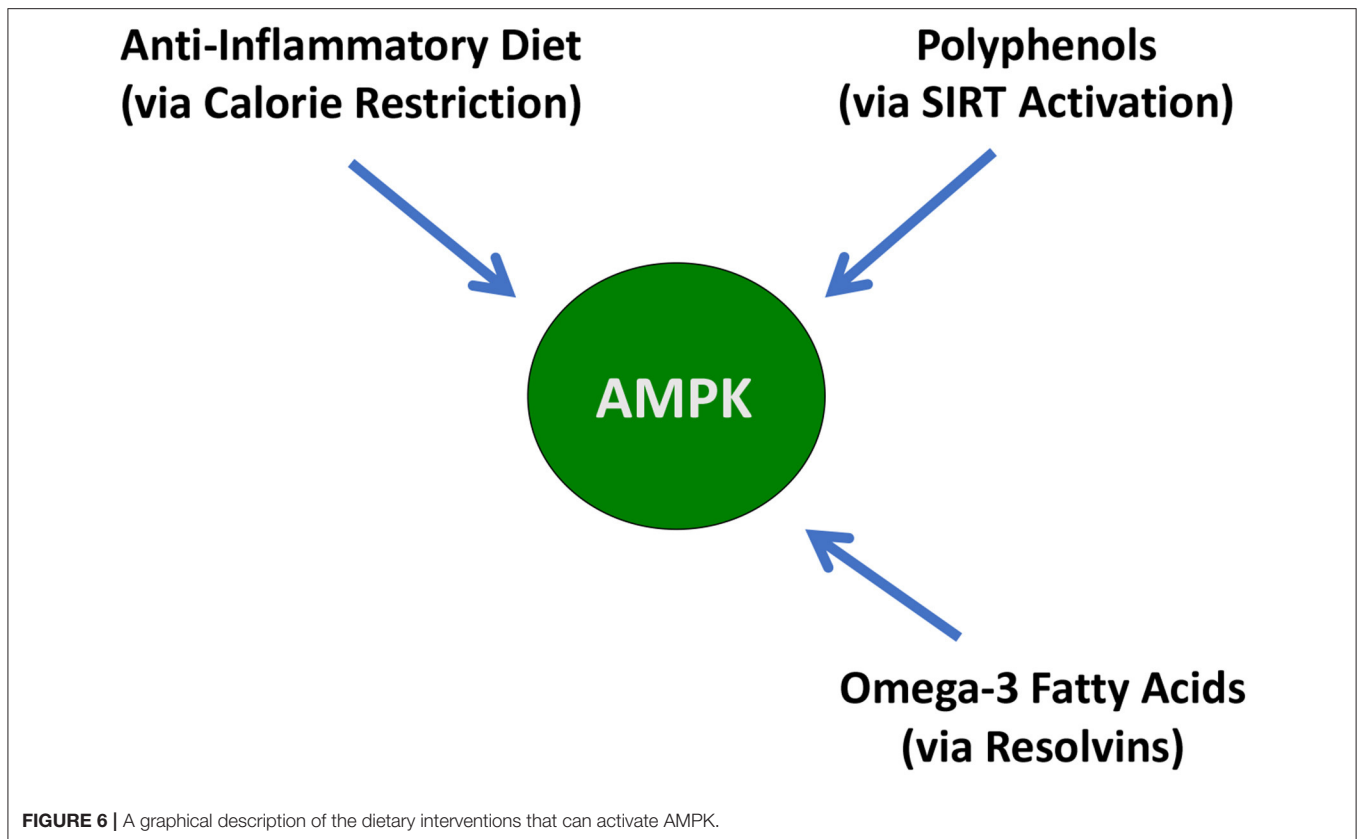 Anti-Inflammatory Diet
(via Calorie Restriction)
Polyphenols
(via SIRT Activation)
AMPK
Omega-3 Fatty Acids
(via Resolvins)
FIGURE 6 | A graphical description of the dietary interventions that can activate AMPK.